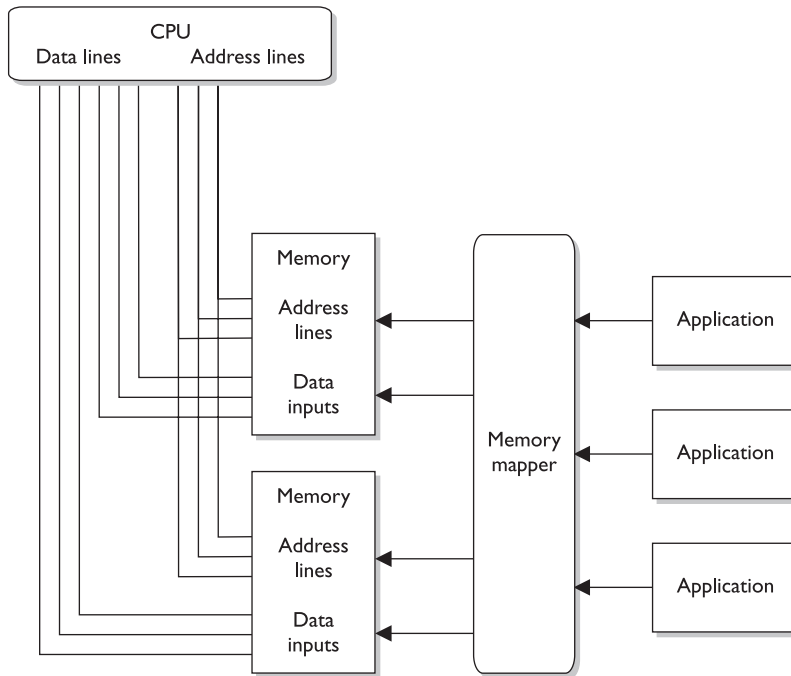 CPU
Data lines Address lines
Memory
Address
lines
Data
inputs
Memory
Address
lines
Data
inputs
Memory
mapper
Application
Application
Application